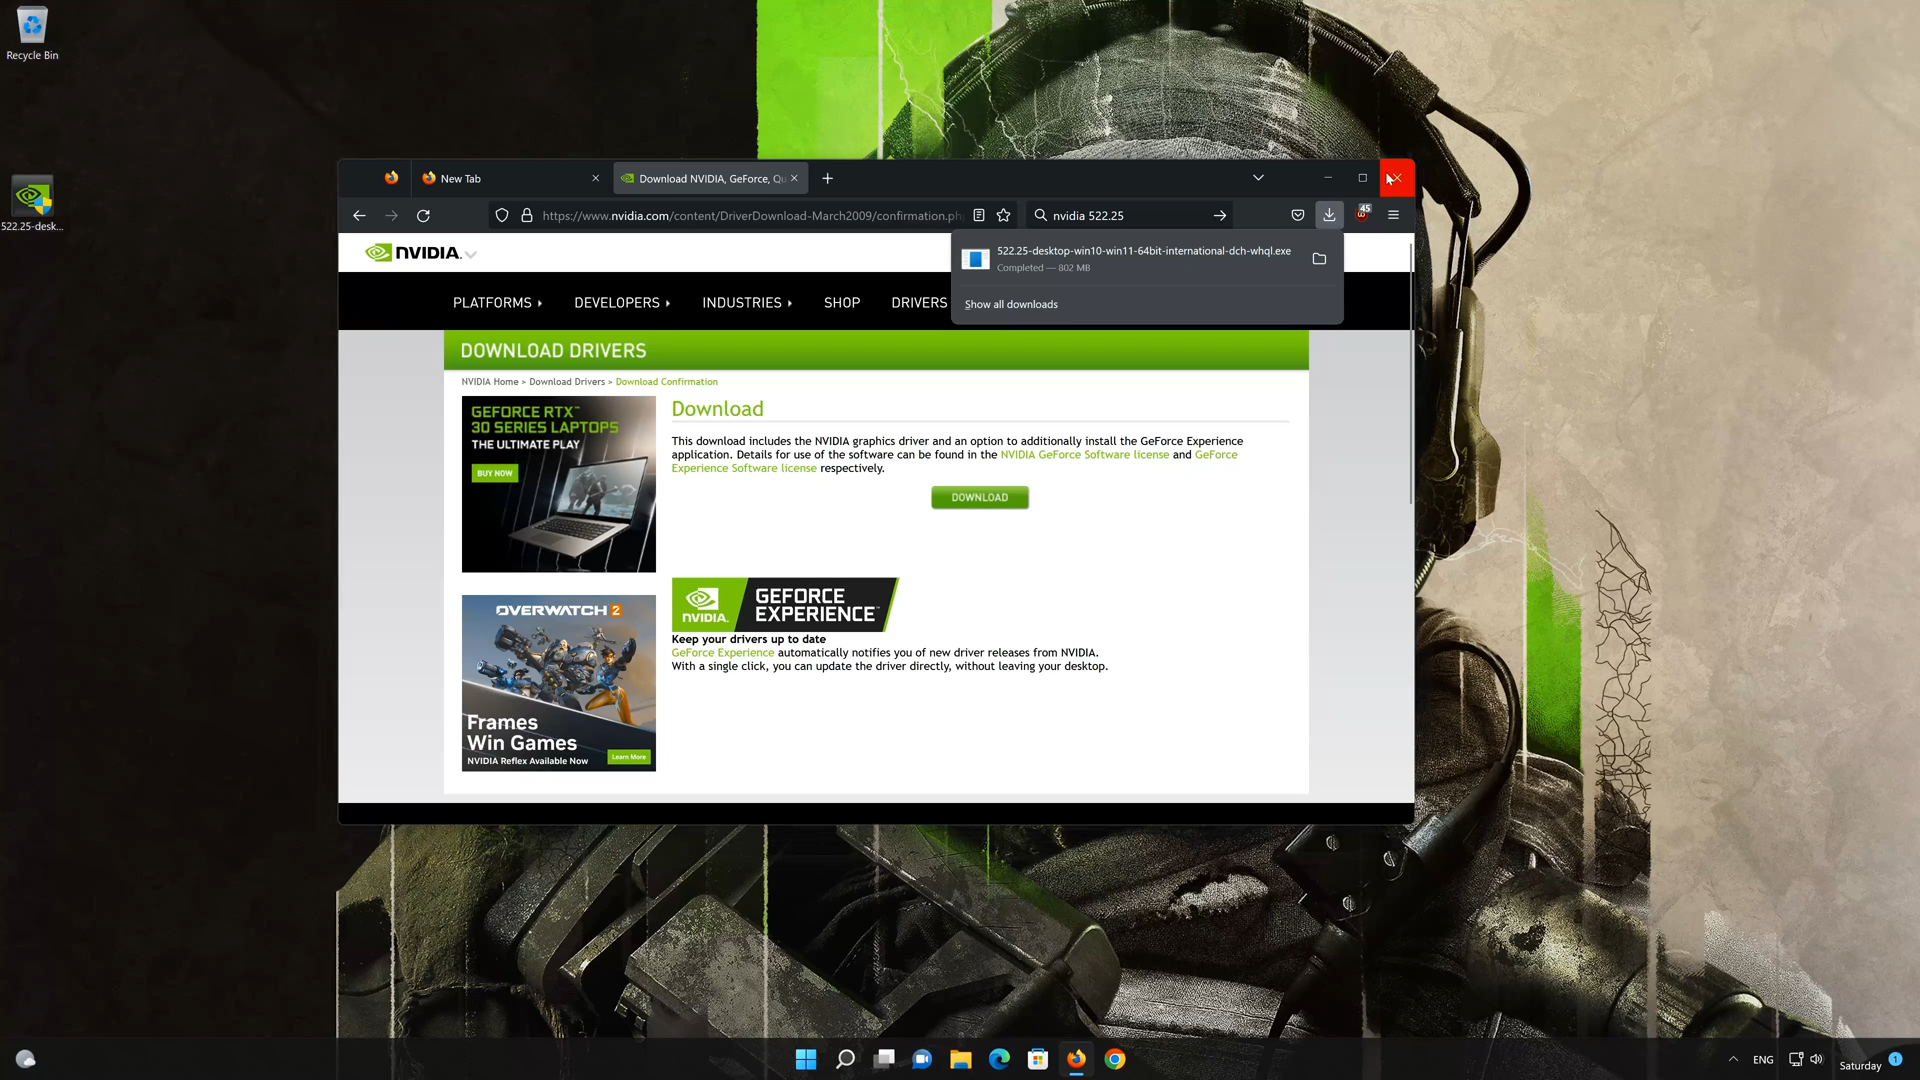 Recycle Bin
522.25-desk...
New Tab
Download NVIDIA, GeForce, Qu
https://www.nvidia.com/content/DriverDownload-March2009/confirmation.ph
nvidia 522.25
45
NVIDIA.
522.25-desktop-win10-win11-64bit-international-dch-whql.exe
Completed — 802 MB
Show all downloads
PLATFORMS
DEVELOPERS
INDUSTRIES
SHOP
DRIVERS
DOWNLOAD DRIVERS
NVIDIA Home > Download Drivers > Download Confirmation
GEFORCE RTX™
30 SERIES LAPTOPS
THE ULTIMATE PLAY
BUY NOW
Download
This download includes the NVIDIA graphics driver and an option to additionally install the GeForce Experience
application. Details for use of the software can be found in the NVIDIA GeForce Software license and GeForce
Experience Software license respectively.
DOWNLOAD
NVIDIA.
GEFORCE
EXPERIENCE™
Keep your drivers up to date
GeForce Experience automatically notifies you of new driver releases from NVIDIA.
With a single click, you can update the driver directly, without leaving your desktop.
OVERWATCH 2
Frames
Win Games
NVIDIA Reflex Available Now
Learn More
ENG
Saturday
1